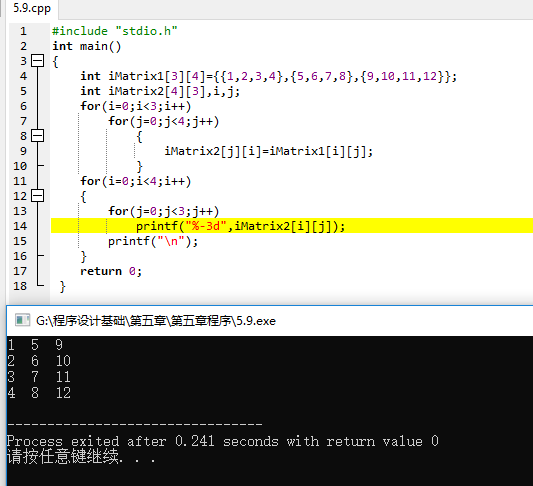 5.9.cpp
1 #include "stdio.h"
2 int main()
3 {
4 int iMatrix1[3][4]={{1,2,3,4},{5,6,7,8},{9,10,11,12}};
5 int iMatrix2[4][3],i,j;
6 for(i=0;i<3;i++)
7 for(j=0;j<4;j++)
8 {
9 iMatrix2[j][i]=iMatrix1[i][j];
10 }
11 for(i=0;i<4;i++)
12 {
13 for(j=0;j<3;j++)
14 printf("%-3d",iMatrix2[i][j]);
15 printf("\n");
16 }
17 return 0;
18 }
G:\程序设计基础\第五章\第五章程序\5.9.exe
1 5 9
2 6 10
3 7 11
4 8 12
--------------------------------
Process exited after 0.241 seconds with return value 0
请按任意键继续. . .